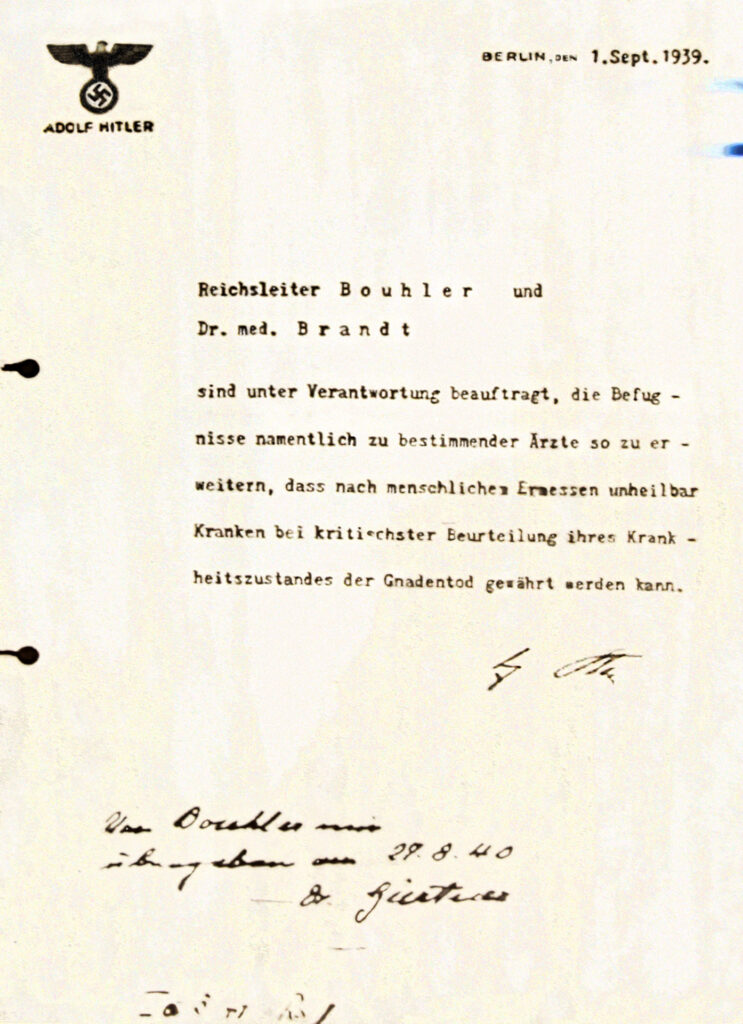 BERLIN, DEN 1.Sept.1939.
ADOLF HITLER
Reichsleiter B o u h l e r und
Dr. med. B r a n d t
sind unter Verantwortung beauftragt, die Befug -
nisse namentlich zu bestimmender Ärzte so zu er -
weitern, dass nach menschlichem Ermessen unheilbar
Kranken bei kritischster Beurteilung ihres Krank -
heitszustandes der Gnadentod gewährt werden kann.
Von Bouhler mir
übergeben am 27.8.40
Dr. Gürtner